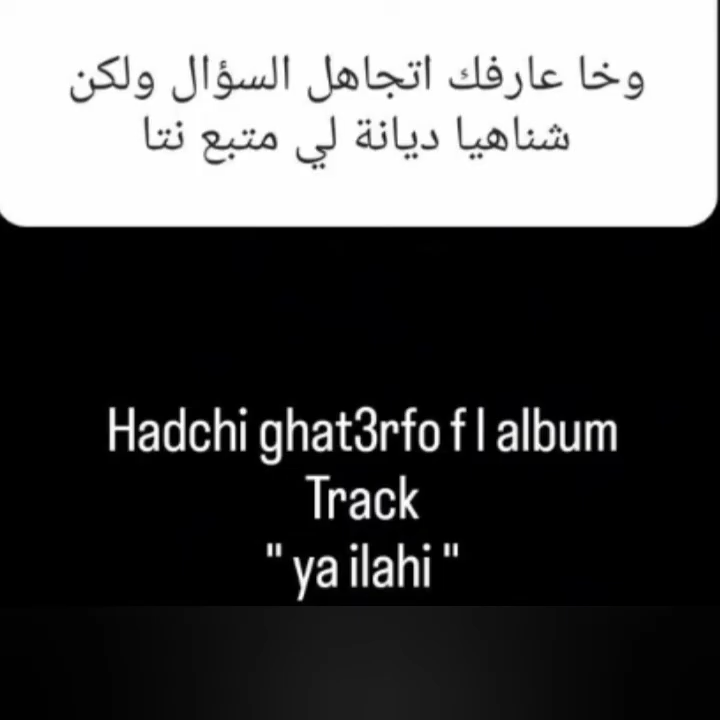 وخا عارفك اتجاهل السؤال ولكن
شناهيا ديانة لي متبع نتا
Hadchi ghat3rfo f l album
Track
" ya ilahi "